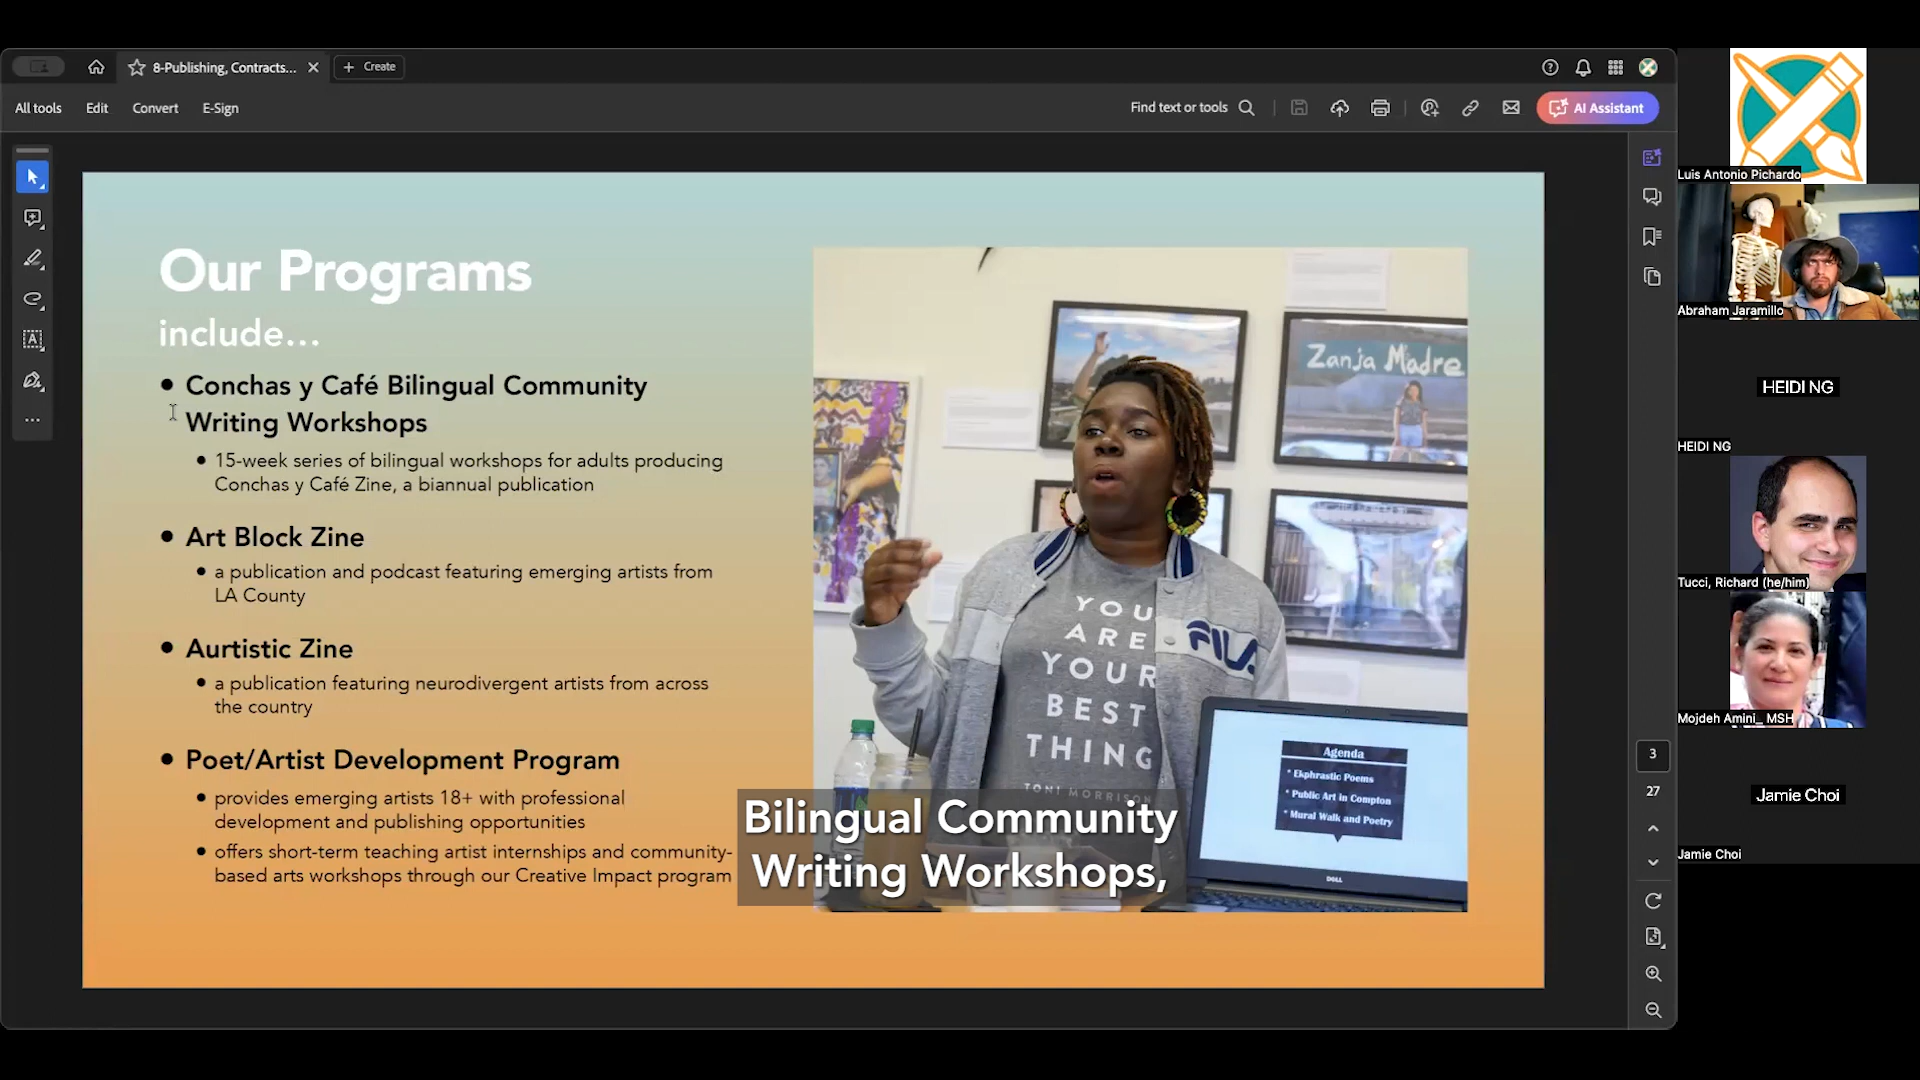 8-Publishing, Contracts...
Create
All tools
Edit
Convert
E-Sign
Find text or tools
AI Assistant
Our Programs
include...
• Conchas y Café Bilingual Community
Writing Workshops
• 15-week series of bilingual workshops for adults producing
Conchas y Café Zine, a biannual publication
• Art Block Zine
• a publication and podcast featuring emerging artists from
LA County
• Aurtistic Zine
• a publication featuring neurodivergent artists from across
the country
• Poet/Artist Development Program
• provides emerging artists 18+ with professional
development and publishing opportunities
• offers short-term teaching artist internships and community-
based arts workshops through our Creative Impact program
Zanja Madre
FILA
YOU
ARE
YOUR
BEST
THING
TONI MORRISON
Agenda
* Ekphrastic Poems
* Public Art in Compton
* Mural Walk and Poetry
DELL
Bilingual Community
Writing Workshops,
3
27
Luis Antonio Pichardo
Abraham Jaramillo
HEIDI NG
HEIDI NG
Tucci, Richard (he/him)
Mojdeh Amini_ MSH
Jamie Choi
Jamie Choi